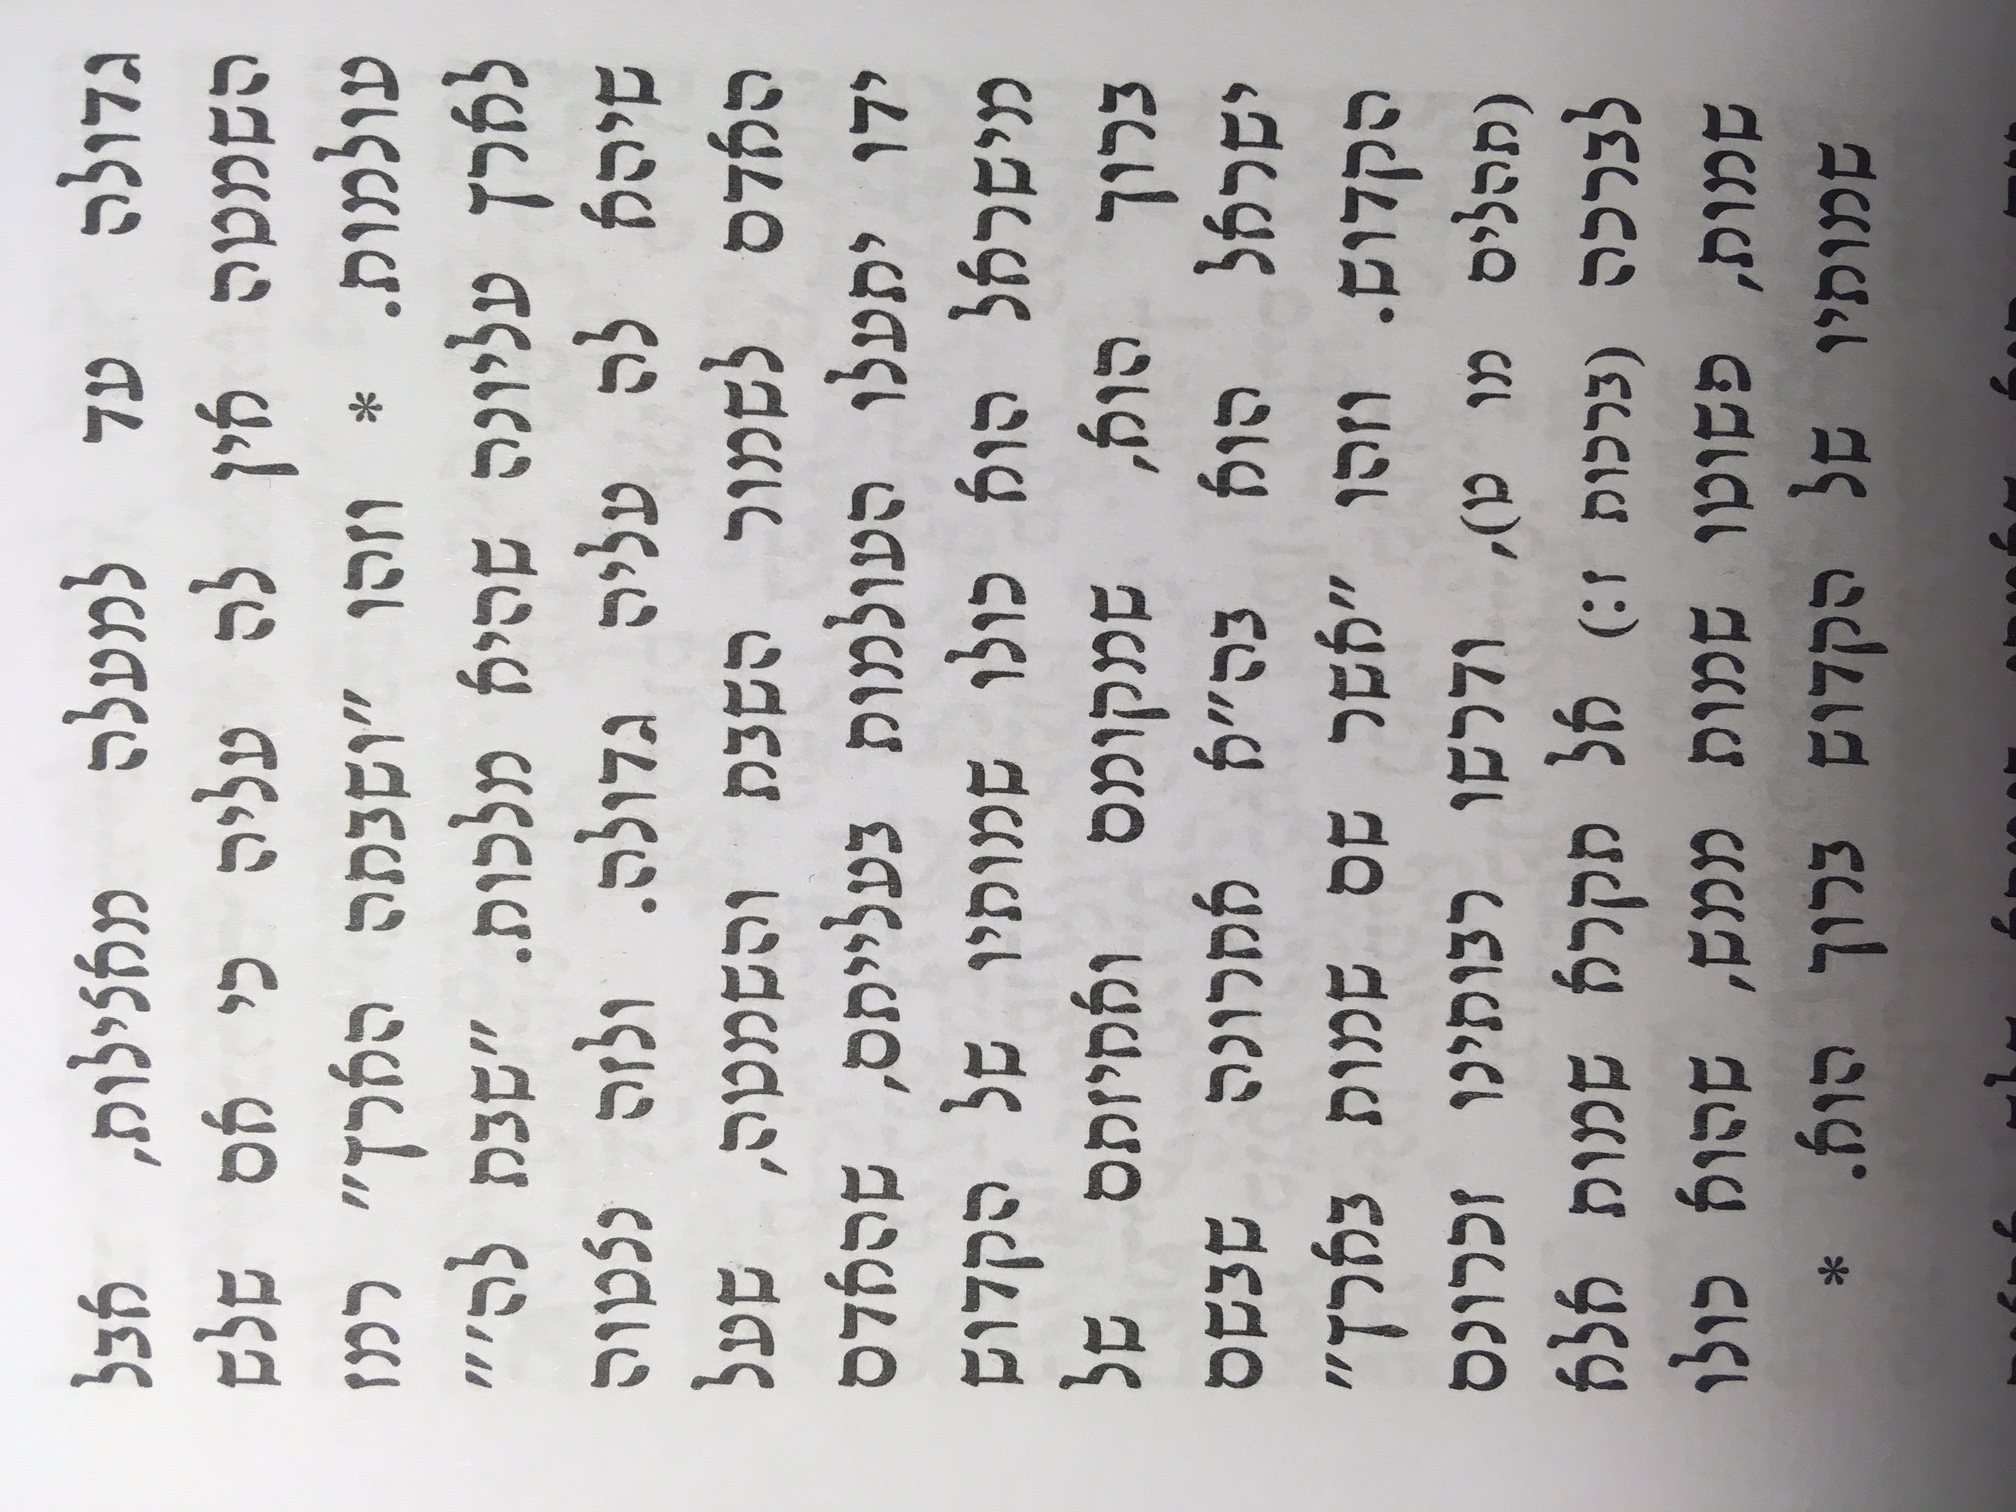 גדולה עד למעלה מאצילות, אבל
השמטה אין לה עליה כי אם שלש
עולמות. * וזהו "ושבתה הארץ" רמז
לארץ עליונה שהיא מלכות. "שבת לה'"
שיהא לה עליה גדולה. ולזה נצטוה
האדם לשמור השבת והשמטה, שעל
ידו יתעלו העולמות בעלייתם, שהאדם
מישראל הוא כולו שמותיו של הקדוש
ברוך הוא, שמקומם ואחיזתם של
ישראל הוא בה"א אחרונה שבשם
הקדוש. וזהו "אשר שם שמות בארץ"
(תהלים מו ט), ודרשו רבותינו זכרונם
לברכה (ברכות ז:) אל תקרא שמות אלא
שמות, פשוטו שמות ממש, שהוא כולו
שמותיו של הקדוש ברוך הוא. *